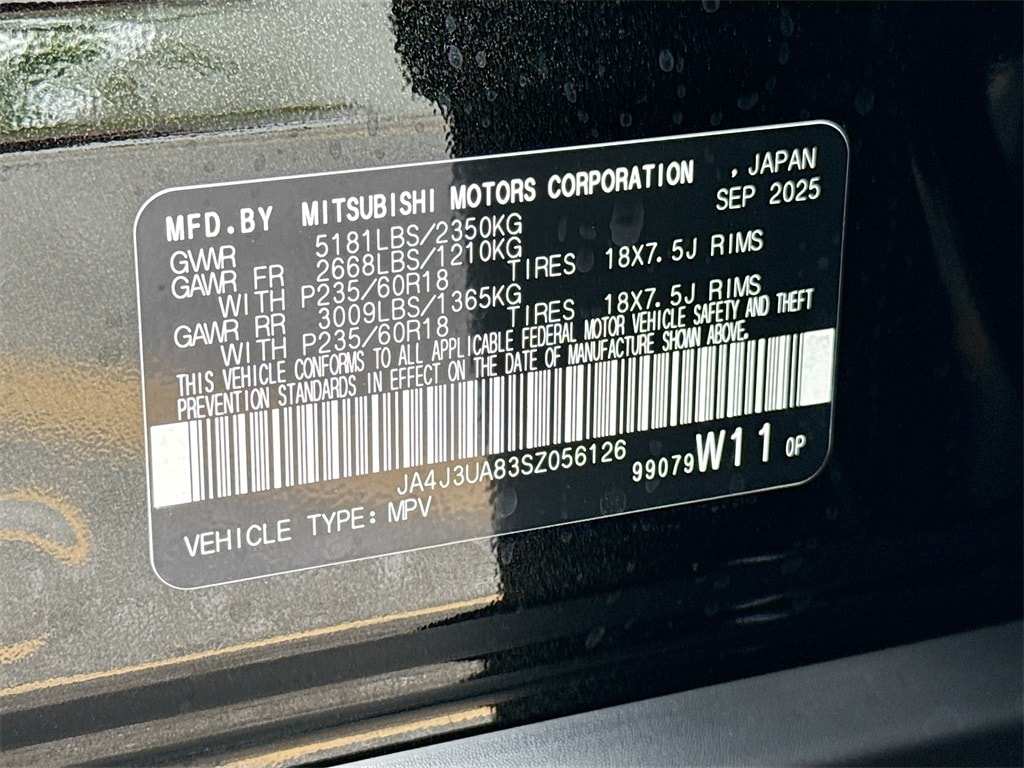 MFD.BY MITSUBISHI MOTORS CORPORATION , JAPAN
SEP 2025
GVWR 5181LBS/2350KG
GAWR FR 2668LBS/1210KG
WITH P235/60R18 TIRES 18X7.5J RIMS
GAWR RR 3009LBS/1365KG
WITH P235/60R18 TIRES 18X7.5J RIMS
THIS VEHICLE CONFORMS TO ALL APPLICABLE FEDERAL MOTOR VEHICLE SAFETY AND THEFT
PREVENTION STANDARDS IN EFFECT ON THE DATE OF MANUFACTURE SHOWN ABOVE.
JA4J3UA83SZ056126
99079 W11 0P
VEHICLE TYPE: MPV